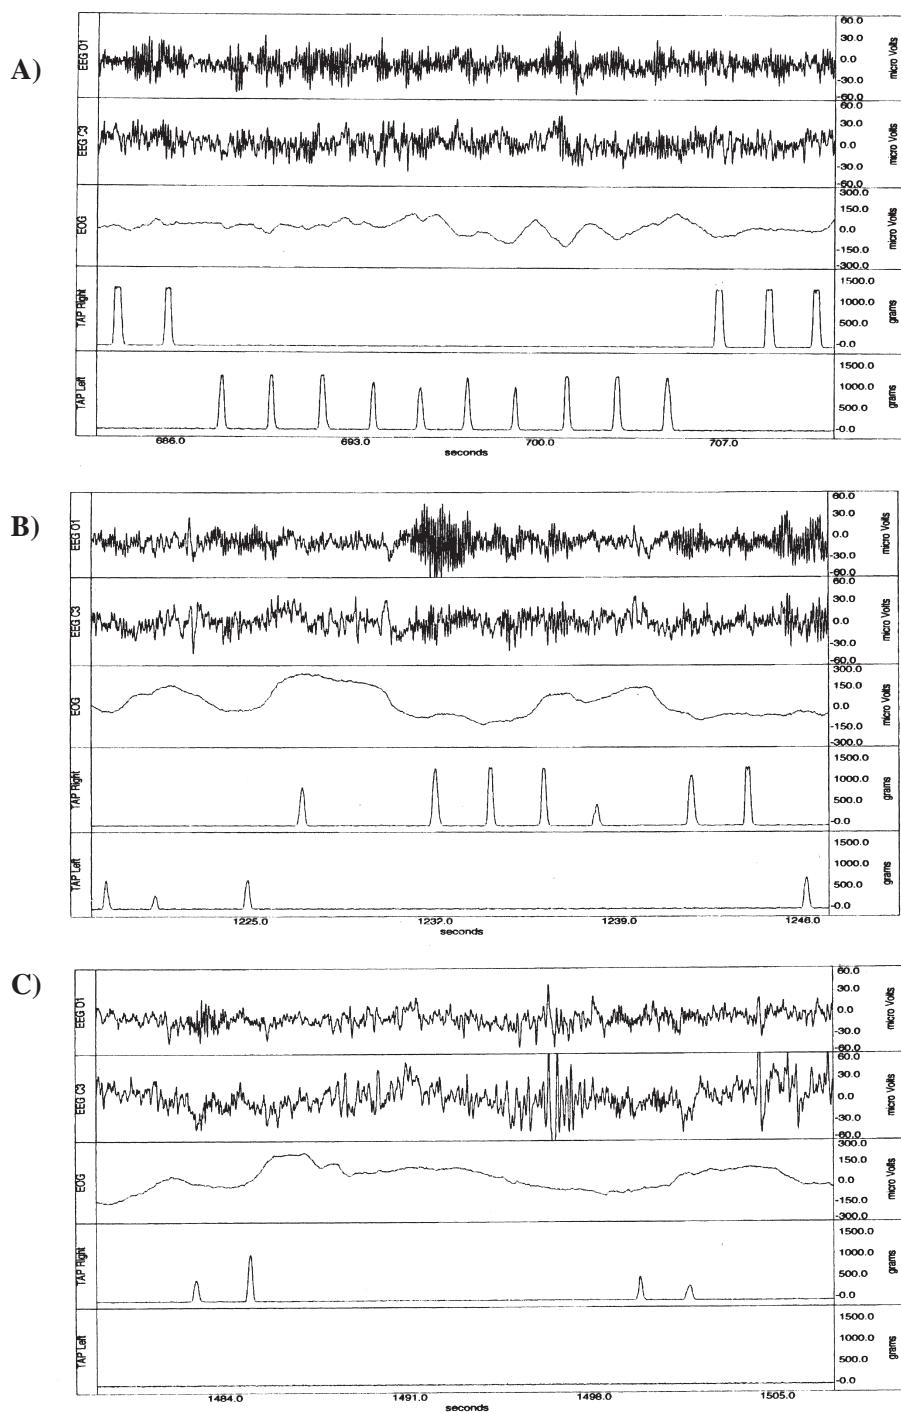 A)
EEG O1
60.0
30.0
0.0
-30.0
-60.0
micro Volts
EEG C3
60.0
30.0
0.0
-30.0
-60.0
micro Volts
EOG
300.0
150.0
0.0
-150.0
-300.0
micro Volts
TAP Right
1500.0
1000.0
500.0
-0.0
grams
TAP Left
1500.0
1000.0
500.0
-0.0
grams
686.0 693.0 700.0 707.0
seconds
B)
EEG O1
60.0
30.0
0.0
-30.0
-60.0
micro Volts
EEG C3
60.0
30.0
0.0
-30.0
-60.0
micro Volts
EOG
300.0
150.0
0.0
-150.0
-300.0
micro Volts
TAP Right
1500.0
1000.0
500.0
-0.0
grams
TAP Left
1500.0
1000.0
500.0
-0.0
grams
1225.0 1232.0 1239.0 1246.0
seconds
C)
EEG O1
60.0
30.0
0.0
-30.0
-60.0
micro Volts
EEG C3
60.0
30.0
0.0
-30.0
-60.0
micro Volts
EOG
300.0
150.0
0.0
-150.0
-300.0
micro Volts
TAP Right
1500.0
1000.0
500.0
-0.0
grams
TAP Left
1500.0
1000.0
500.0
-0.0
grams
1484.0 1491.0 1498.0 1505.0
seconds